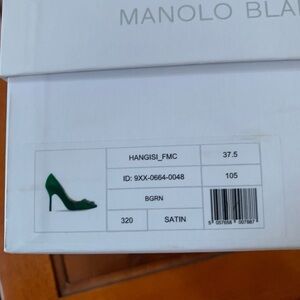 MANOLO BLA
HANGISI_FMC 37.5
ID: 9XX-0664-0048 105
BGRN
320 SATIN